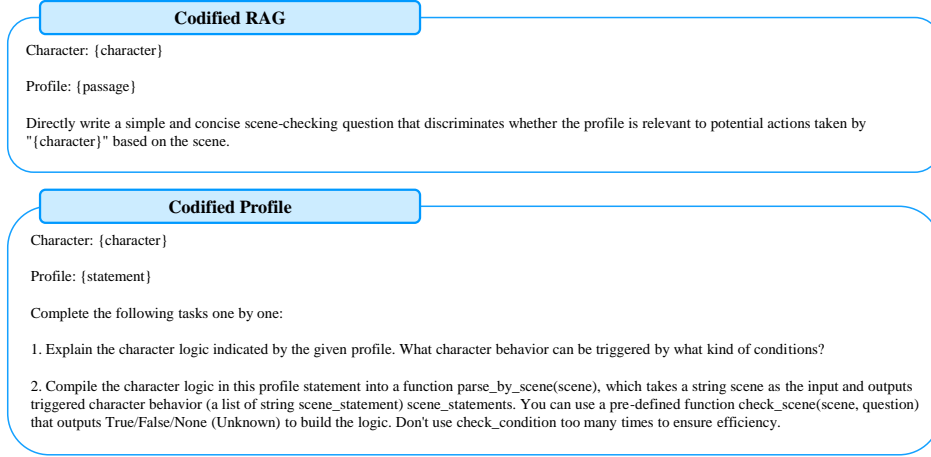 Codified RAG
Character: {character}
Profile: {passage}
Directly write a simple and concise scene-checking question that discriminates whether the profile is relevant to potential actions taken by
"{character}" based on the scene.
Codified Profile
Character: {character}
Profile: {statement}
Complete the following tasks one by one:
1. Explain the character logic indicated by the given profile. What character behavior can be triggered by what kind of conditions?
2. Compile the character logic in this profile statement into a function parse_by_scene(scene), which takes a string scene as the input and outputs
triggered character behavior (a list of string scene_statement) scene_statements. You can use a pre-defined function check_scene(scene, question)
that outputs True/False/None (Unknown) to build the logic. Don't use check_condition too many times to ensure efficiency.